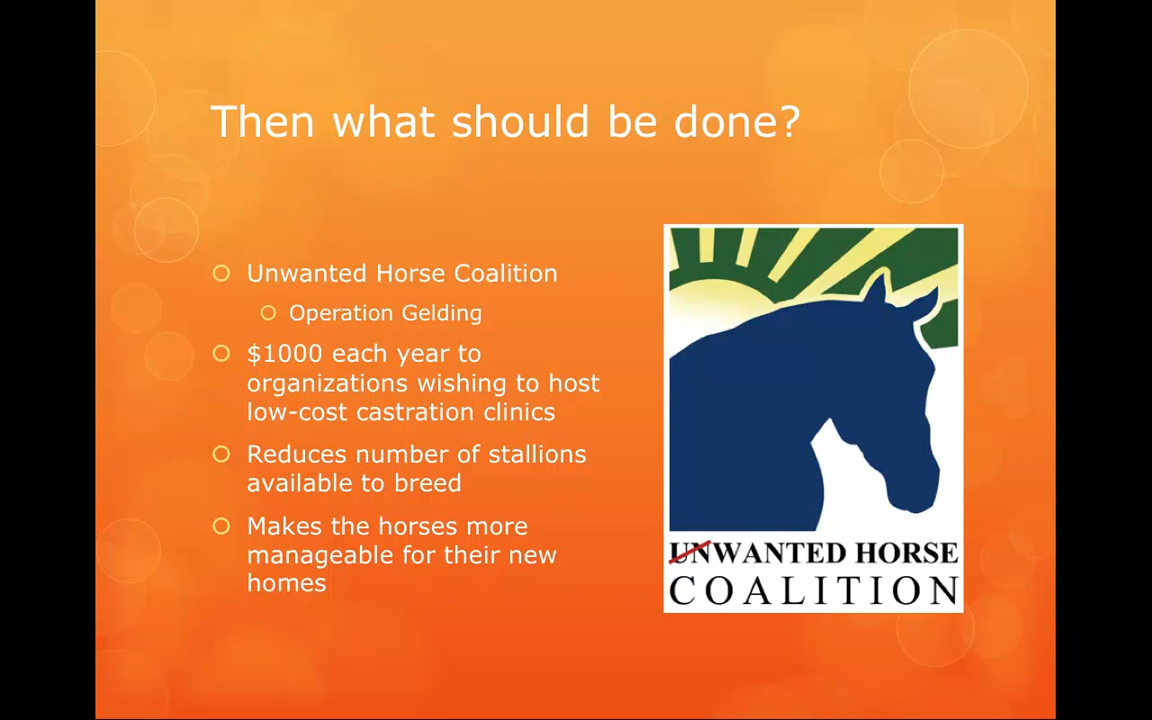 Then what should be done?
Unwanted Horse Coalition
Operation Gelding
$1000 each year to
organizations wishing to host
low-cost castration clinics
Reduces number of stallions
available to breed
Makes the horses more
manageable for their new
homes
UNWANTED HORSE
COALITION